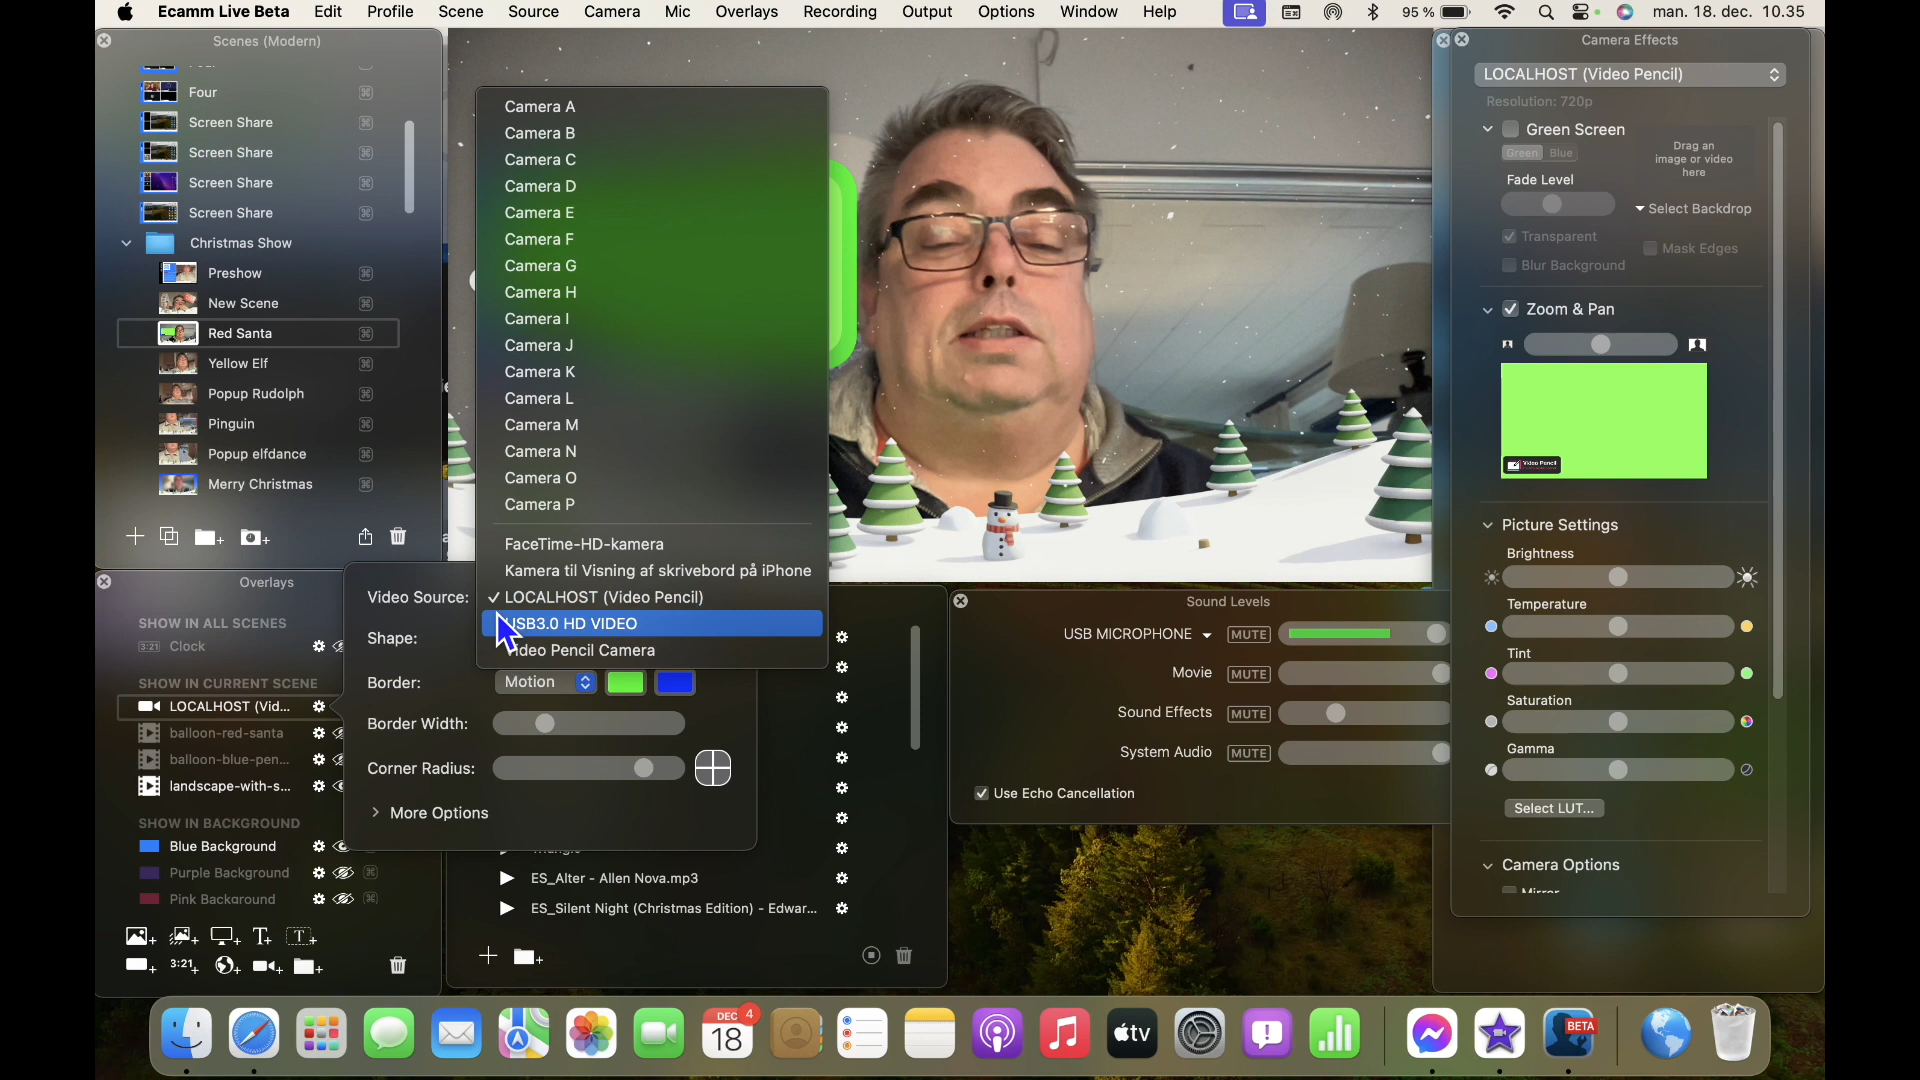 Ecamm Live Beta Edit Profile Scene Source Camera Mic Overlays Recording Output Options Window Help 95 % man. 18. dec. 10.35
Scenes (Modern)
Four
Screen Share
Screen Share
Screen Share
Screen Share
Christmas Show
Preshow
New Scene
Red Santa
Yellow Elf
Popup Rudolph
Pinguin
Popup elfdance
Merry Christmas
Camera A
Camera B
Camera C
Camera D
Camera E
Camera F
Camera G
Camera H
Camera I
Camera J
Camera K
Camera L
Camera M
Camera N
Camera O
Camera P
FaceTime-HD-kamera
Kamera til Visning af skrivebord på iPhone
✓ LOCALHOST (Video Pencil)
USB3.0 HD VIDEO
Video Pencil Camera
Camera Effects
LOCALHOST (Video Pencil)
Resolution: 720p
Green Screen
Green Blue
Drag an
image or video
here
Fade Level
Select Backdrop
Transparent
Mask Edges
Blur Background
Zoom & Pan
Video Pencil
Picture Settings
Brightness
Temperature
Tint
Saturation
Gamma
Select LUT...
Camera Options
Mirror
Overlays
SHOW IN ALL SCENES
3:21 Clock
SHOW IN CURRENT SCENE
LOCALHOST (Vid...
balloon-red-santa
balloon-blue-pen...
landscape-with-s...
SHOW IN BACKGROUND
Blue Background
Purple Background
Pink Background
3:21+
Video Source:
Shape:
Border: Motion
Border Width:
Corner Radius:
More Options
ES_Alter - Allen Nova.mp3
ES_Silent Night (Christmas Edition) - Edwar...
Sound Levels
USB MICROPHONE MUTE
Movie MUTE
Sound Effects MUTE
System Audio MUTE
Use Echo Cancellation
DEC 4
18
tv
BETA